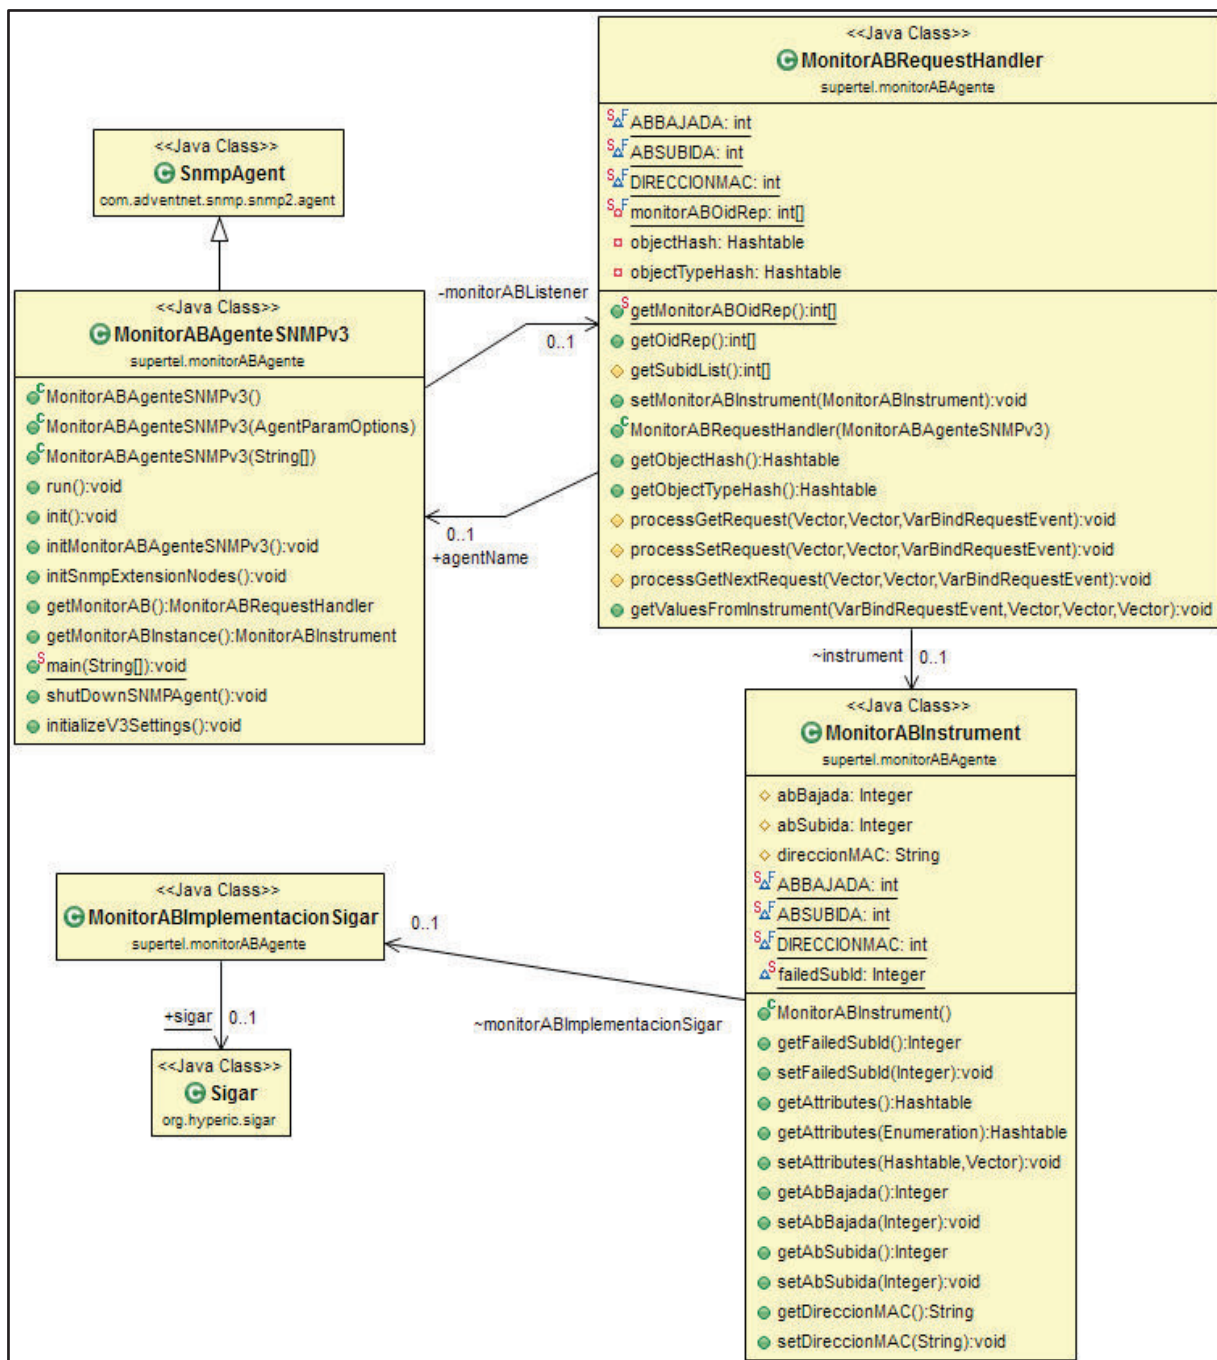 <<Java Class>>
SnmpAgent
com.adventnet.snmp.snmp2.agent
<<Java Class>>
MonitorABAgenteSNMPv3
supertel.monitorABAgente
MonitorABAgenteSNMPv3()
MonitorABAgenteSNMPv3(AgentParamOptions)
MonitorABAgenteSNMPv3(String[])
run():void
init():void
initMonitorABAgenteSNMPv3():void
initSnmpExtensionNodes():void
getMonitorAB():MonitorABRequestHandler
getMonitorABInstance():MonitorABInstrument
main(String[]):void
shutDownSNMPAgent():void
initializeV3Settings():void
-monitorABListener
0..1
0..1
+agentName
<<Java Class>>
MonitorABRequestHandler
supertel.monitorABAgente
ABBAJADA: int
ABSUBIDA: int
DIRECCIONMAC: int
monitorABOidRep: int[]
objectHash: Hashtable
objectTypeHash: Hashtable
getMonitorABOidRep():int[]
getOidRep():int[]
getSubidList():int[]
setMonitorABInstrument(MonitorABInstrument):void
MonitorABRequestHandler(MonitorABAgenteSNMPv3)
getObjectHash():Hashtable
getObjectTypeHash():Hashtable
processGetRequest(Vector,Vector,VarBindRequestEvent):void
processSetRequest(Vector,Vector,VarBindRequestEvent):void
processGetNextRequest(Vector,Vector,VarBindRequestEvent):void
getValuesFromInstrument(VarBindRequestEvent,Vector,Vector,Vector):void
~instrument 0..1
<<Java Class>>
MonitorABInstrument
supertel.monitorABAgente
abBajada: Integer
abSubida: Integer
direccionMAC: String
ABBAJADA: int
ABSUBIDA: int
DIRECCIONMAC: int
failedSubId: Integer
MonitorABInstrument()
getFailedSubId():Integer
setFailedSubId(Integer):void
getAttributes():Hashtable
getAttributes(Enumeration):Hashtable
setAttributes(Hashtable,Vector):void
getAbBajada():Integer
setAbBajada(Integer):void
getAbSubida():Integer
setAbSubida(Integer):void
getDireccionMAC():String
setDireccionMAC(String):void
0..1
~monitorABImplementacionSigar
<<Java Class>>
MonitorABImplementacionSigar
supertel.monitorABAgente
+sigar 0..1
<<Java Class>>
Sigar
org.hyperic.sigar